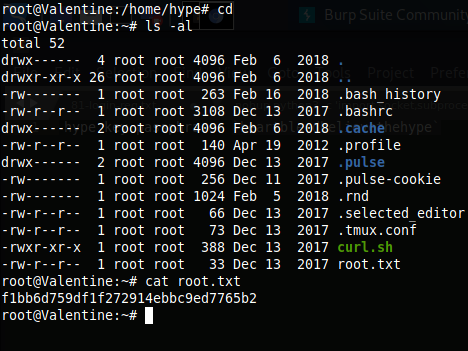 root@Valentine:/home/hype# cd
root@Valentine:~# ls -al
total 52
drwx------  4 root root 4096 Feb  6  2018 .
drwxr-xr-x 26 root root 4096 Feb  6  2018 ..
-rw-------  1 root root  263 Feb 16  2018 .bash_history
-rw-r--r--  1 root root 3108 Dec 13  2017 .bashrc
drwx------  2 root root 4096 Feb  6  2018 .cache
-rw-r--r--  1 root root  140 Apr 19  2012 .profile
drwx------  2 root root 4096 Dec 13  2017 .pulse
-rw-------  1 root root  256 Dec 11  2017 .pulse-cookie
-rw-------  1 root root 1024 Feb  5  2018 .rnd
-rw-r--r--  1 root root   66 Dec 13  2017 .selected_editor
-rw-r--r--  1 root root   73 Dec 13  2017 .tmux.conf
-rwxr-xr-x  1 root root  388 Dec 13  2017 curl.sh
-rw-r--r--  1 root root   33 Dec 13  2017 root.txt
root@Valentine:~# cat root.txt
f1bb6d759df1f272914ebbc9ed7765b2
root@Valentine:~#
Burp Suite Communit
Project